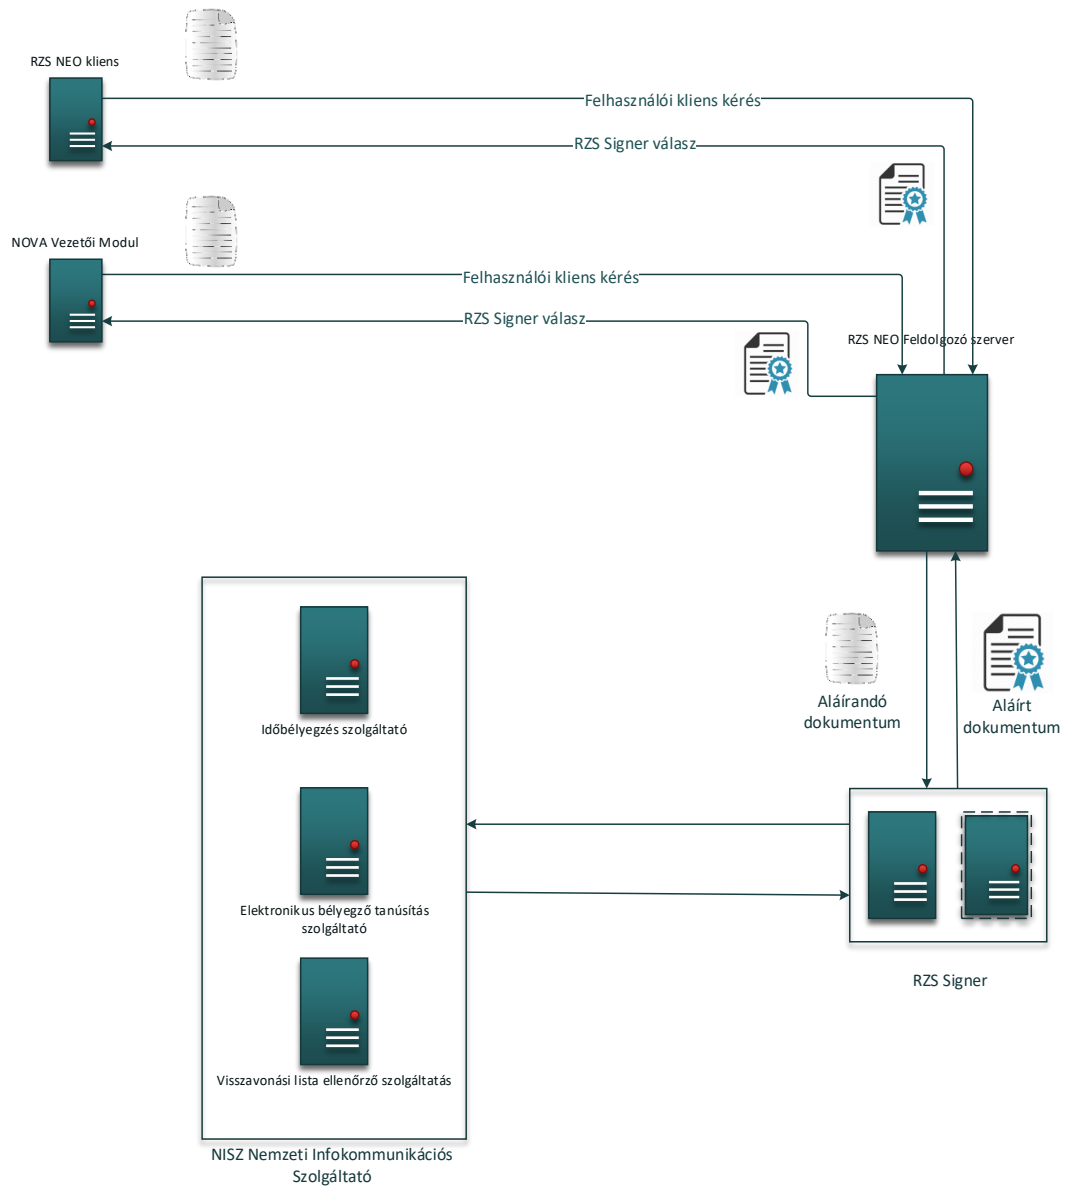 RZS NEO kliens
Felhasználói kliens kérés
RZS Signer válasz
NOVA Vezetői Modul
Felhasználói kliens kérés
RZS Signer válasz
RZS NEO Feldolgozó szerver
Aláírandó
dokumentum
Aláírt
dokumentum
Időbélyegzés szolgáltató
Elektronikus bélyegző tanúsítás
szolgáltató
RZS Signer
Visszavonási lista ellenőrző szolgáltatás
NISZ Nemzeti Infokommunikációs
Szolgáltató